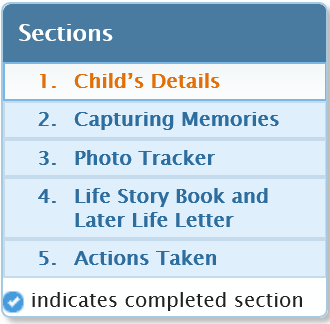 Sections
1. Child's Details
2. Capturing Memories
3. Photo Tracker
4. Life Story Book and
Later Life Letter
5. Actions Taken
indicates completed section